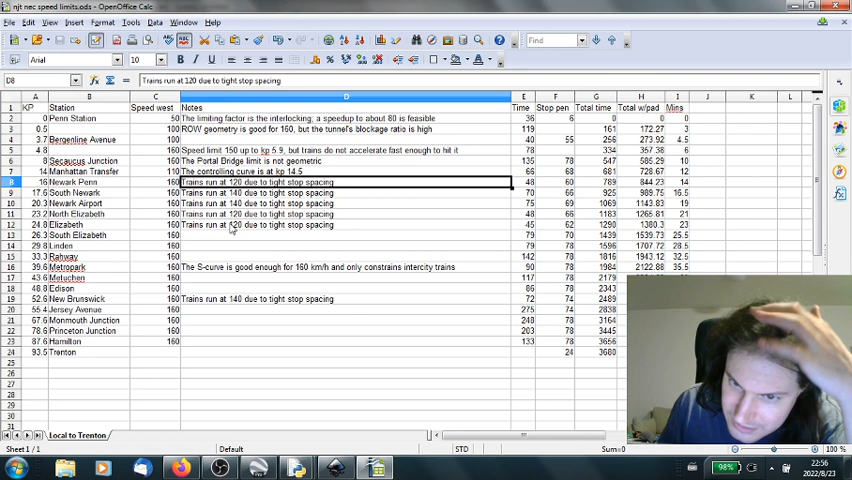 njt nec speed limits.ods - OpenOffice Calc
File Edit View Insert Format Tools Data Window Help
Find
Arial 10
D8 Trains run at 120 due to tight stop spacing
A B C D E F G H I J K L
1 KP Station Speed west Notes Time Stop pen Total time Total w/pad Mins
2 0 Penn Station 50 The limiting factor is the interlocking; a speedup to about 80 is feasible 36 6 0 0 0
3 0.5 100 ROW geometry is good for 160, but the tunnel's blockage ratio is high 119 161 172.27 3
4 3.7 Bergenline Avenue 100 40 55 256 273.92 4.5
5 4.8 160 Speed limit 150 up to kp 5.9, but trains do not accelerate fast enough to hit it 78 334 357.38 6
6 8 Secaucus Junction 160 The Portal Bridge limit is not geometric 135 78 547 585.29 10
7 14 Manhattan Transfer 110 The controlling curve is at kp 14.5 66 68 681 728.67 12
8 16 Newark Penn 160 Trains run at 120 due to tight stop spacing 48 60 789 844.23 14
9 17.6 South Newark 160 Trains run at 140 due to tight stop spacing 70 66 925 989.75 16.5
10 20.3 Newark Airport 160 Trains run at 140 due to tight stop spacing 75 69 1069 1143.83 19
11 23.2 North Elizabeth 160 Trains run at 120 due to tight stop spacing 48 66 1183 1265.81 21
12 24.8 Elizabeth 160 Trains run at 120 due to tight stop spacing 45 62 1290 1380.3 23
13 26.3 South Elizabeth 160 79 70 1439 1539.73 25.5
14 29.8 Linden 160 79 78 1596 1707.72 28.5
15 33.3 Rahway 160 142 78 1816 1943.12 32.5
16 39.6 Metropark 160 The S-curve is good enough for 160 km/h and only constrains intercity trains 90 78 1984 2122.88 35.5
17 43.6 Metuchen 160 117 78 2179
18 48.8 Edison 160 86 78 2343
19 52.6 New Brunswick 160 Trains run at 140 due to tight stop spacing 72 74 2489
20 55.4 Jersey Avenue 160 275 74 2838
21 67.6 Monmouth Junction 160 248 78 3164
22 78.6 Princeton Junction 160 203 78 3445
23 87.6 Hamilton 160 133 78 3656
24 93.5 Trenton 24 3680
25
26
27
28
29
30
31
Local to Trenton
Sheet 1 / 1 Default STD Sum=0 100 %
98% 22:56
2022/8/23